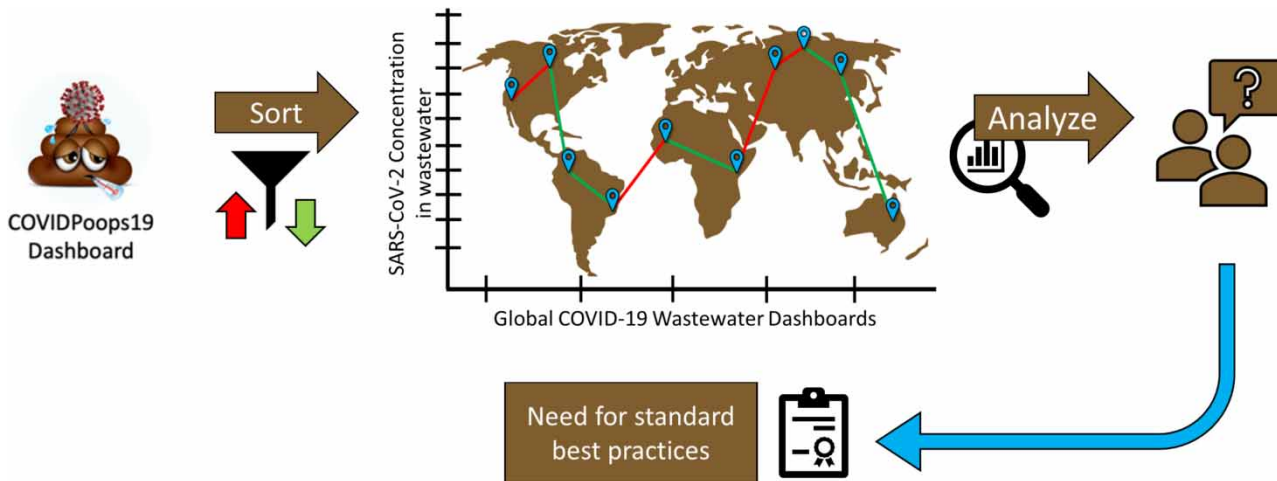 COVIDPoops19
Dashboard
Sort
SARS-CoV-2 Concentration
in wastewater
Global COVID-19 Wastewater Dashboards
Analyze
?
Need for standard
best practices